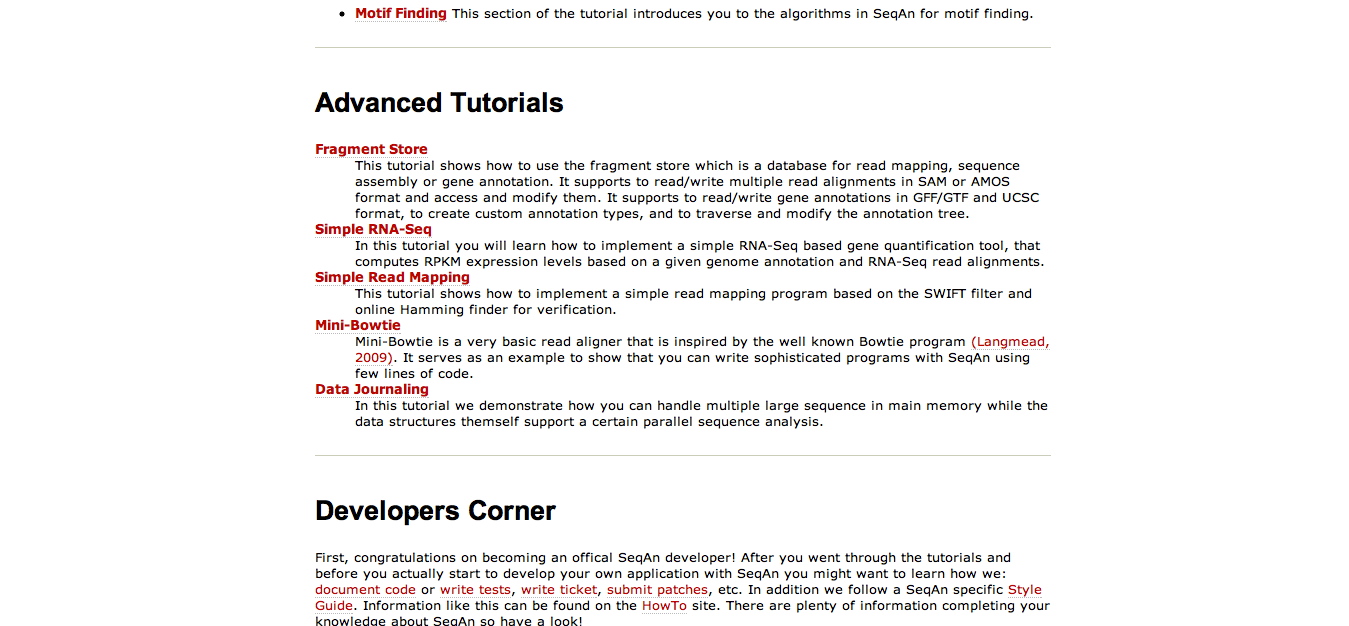 • Motif Finding This section of the tutorial introduces you to the algorithms in SeqAn for motif finding.
Advanced Tutorials
Fragment Store
This tutorial shows how to use the fragment store which is a database for read mapping, sequence
assembly or gene annotation. It supports to read/write multiple read alignments in SAM or AMOS
format and access and modify them. It supports to read/write gene annotations in GFF/GTF and UCSC
format, to create custom annotation types, and to traverse and modify the annotation tree.
Simple RNA-Seq
In this tutorial you will learn how to implement a simple RNA-Seq based gene quantification tool, that
computes RPKM expression levels based on a given genome annotation and RNA-Seq read alignments.
Simple Read Mapping
This tutorial shows how to implement a simple read mapping program based on the SWIFT filter and
online Hamming finder for verification.
Mini-Bowtie
Mini-Bowtie is a very basic read aligner that is inspired by the well known Bowtie program (Langmead,
2009). It serves as an example to show that you can write sophisticated programs with SeqAn using
few lines of code.
Data Journaling
In this tutorial we demonstrate how you can handle multiple large sequence in main memory while the
data structures themself support a certain parallel sequence analysis.
Developers Corner
First, congratulations on becoming an offical SeqAn developer! After you went through the tutorials and
before you actually start to develop your own application with SeqAn you might want to learn how we:
document code or write tests, write ticket, submit patches, etc. In addition we follow a SeqAn specific Style
Guide. Information like this can be found on the HowTo site. There are plenty of information completing your
knowledge about SeqAn so have a look!